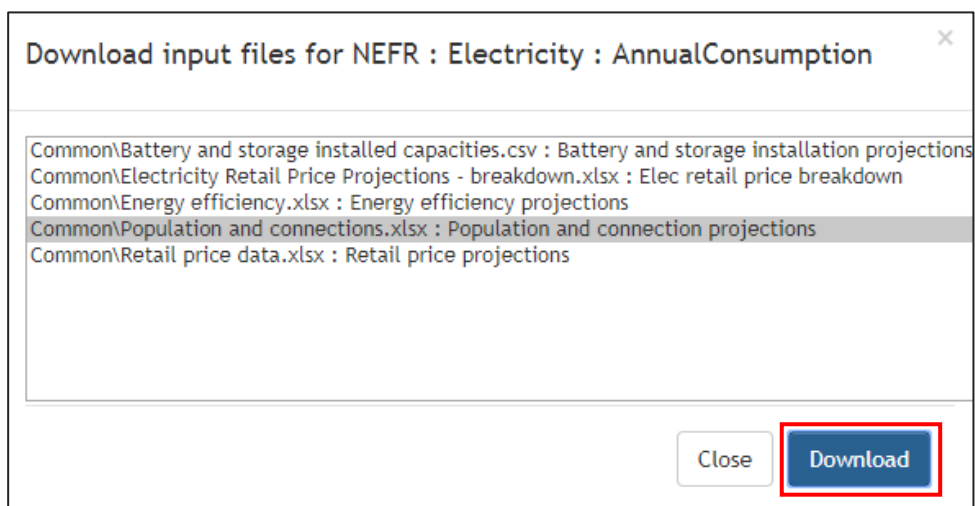 Download input files for NEFR : Electricity : AnnualConsumption
×
Common\Battery and storage installed capacities.csv : Battery and storage installation projections
Common\Electricity Retail Price Projections - breakdown.xlsx : Elec retail price breakdown
Common\Energy efficiency.xlsx : Energy efficiency projections
Common\Population and connections.xlsx : Population and connection projections
Common\Retail price data.xlsx : Retail price projections
Close
Download